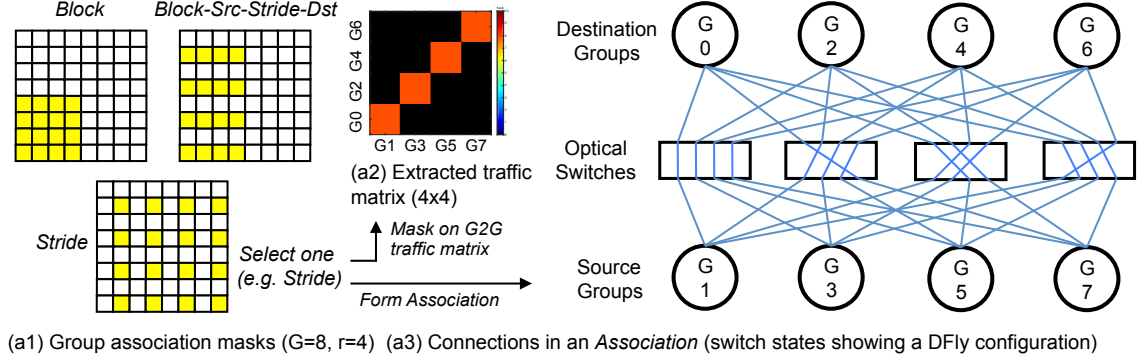 Block
Block-Src-Stride-Dst
G0 G2 G4 G6
G1 G3 G5 G7
(a2) Extracted traffic
matrix (4x4)
Stride
Select one
(e.g. Stride)
Mask on G2G
traffic matrix
Form Association
Destination
Groups
G
0
G
2
G
4
G
6
Optical
Switches
Source
Groups
G
1
G
3
G
5
G
7
(a1) Group association masks (G=8, r=4)
(a3) Connections in an Association (switch states showing a DFly configuration)